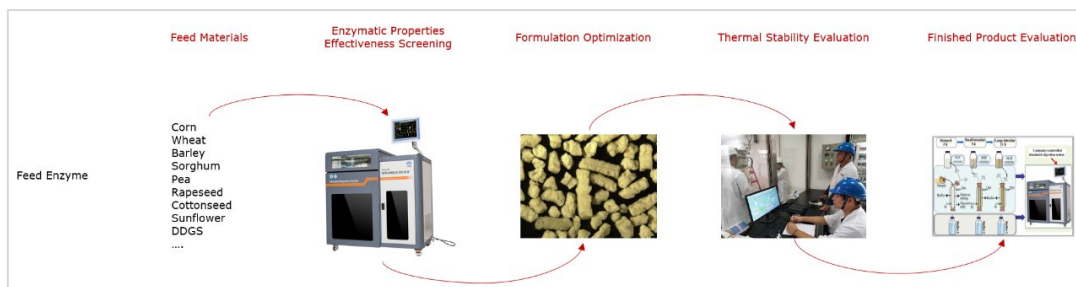 Feed Materials
Enzymatic Properties
Effectiveness Screening
Formulation Optimization
Thermal Stability Evaluation
Finished Product Evaluation
Feed Enzyme
Corn
Wheat
Barley
Sorghum
Pea
Rapeseed
Cottonseed
Sunflower
DDGS
....